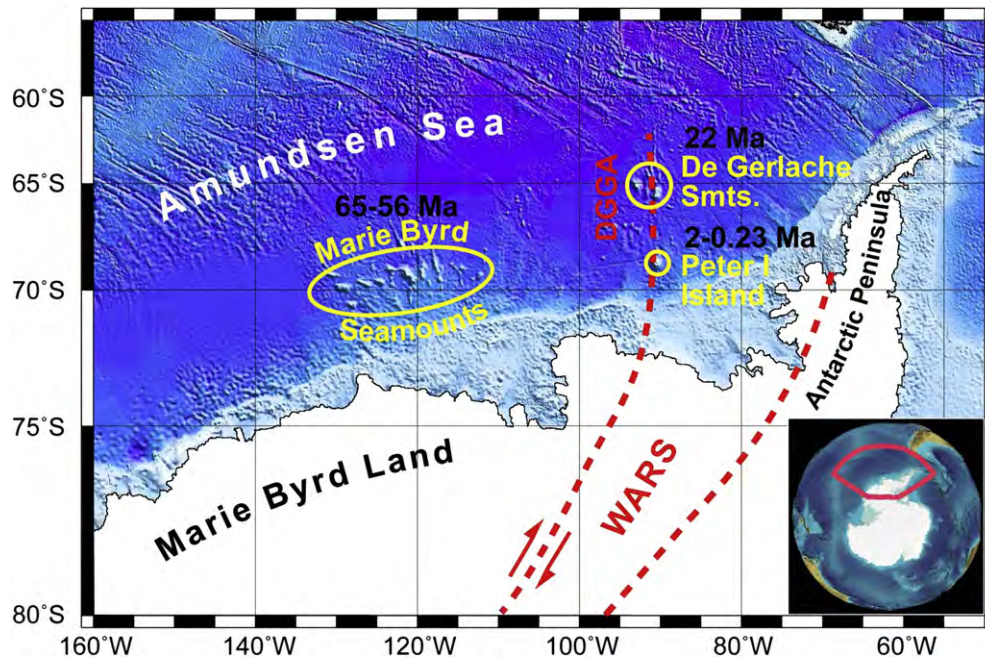 60°S
65°S
70°S
75°S
80°S
160°W
140°W
120°W
100°W
80°W
60°W
Amundsen Sea
65-56 Ma
Marie Byrd
Seamounts
DGGA
22 Ma
De Gerlache
Smts.
2-0.23 Ma
Peter I
Island
Antarctic Peninsula
Marie Byrd Land
WARS